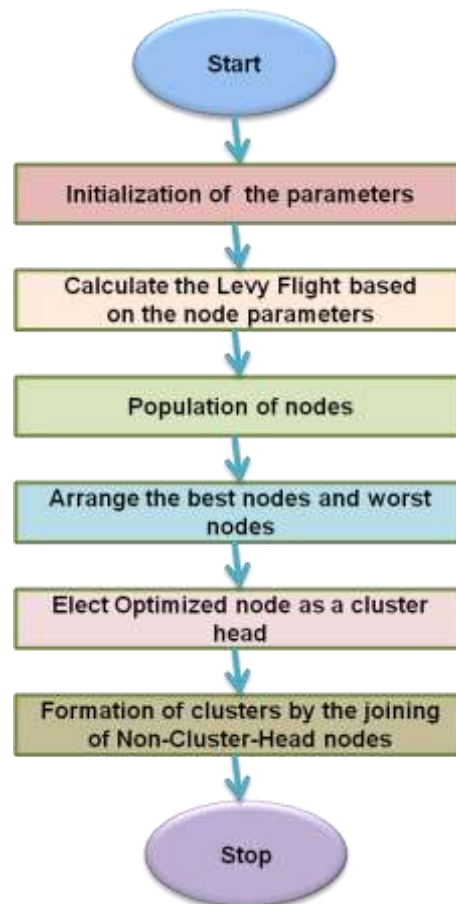 Start
Initialization of the parameters
Calculate the Levy Flight based
on the node parameters
Population of nodes
Arrange the best nodes and worst
nodes
Elect Optimized node as a cluster
head
Formation of clusters by the joining
of Non-Cluster-Head nodes
Stop